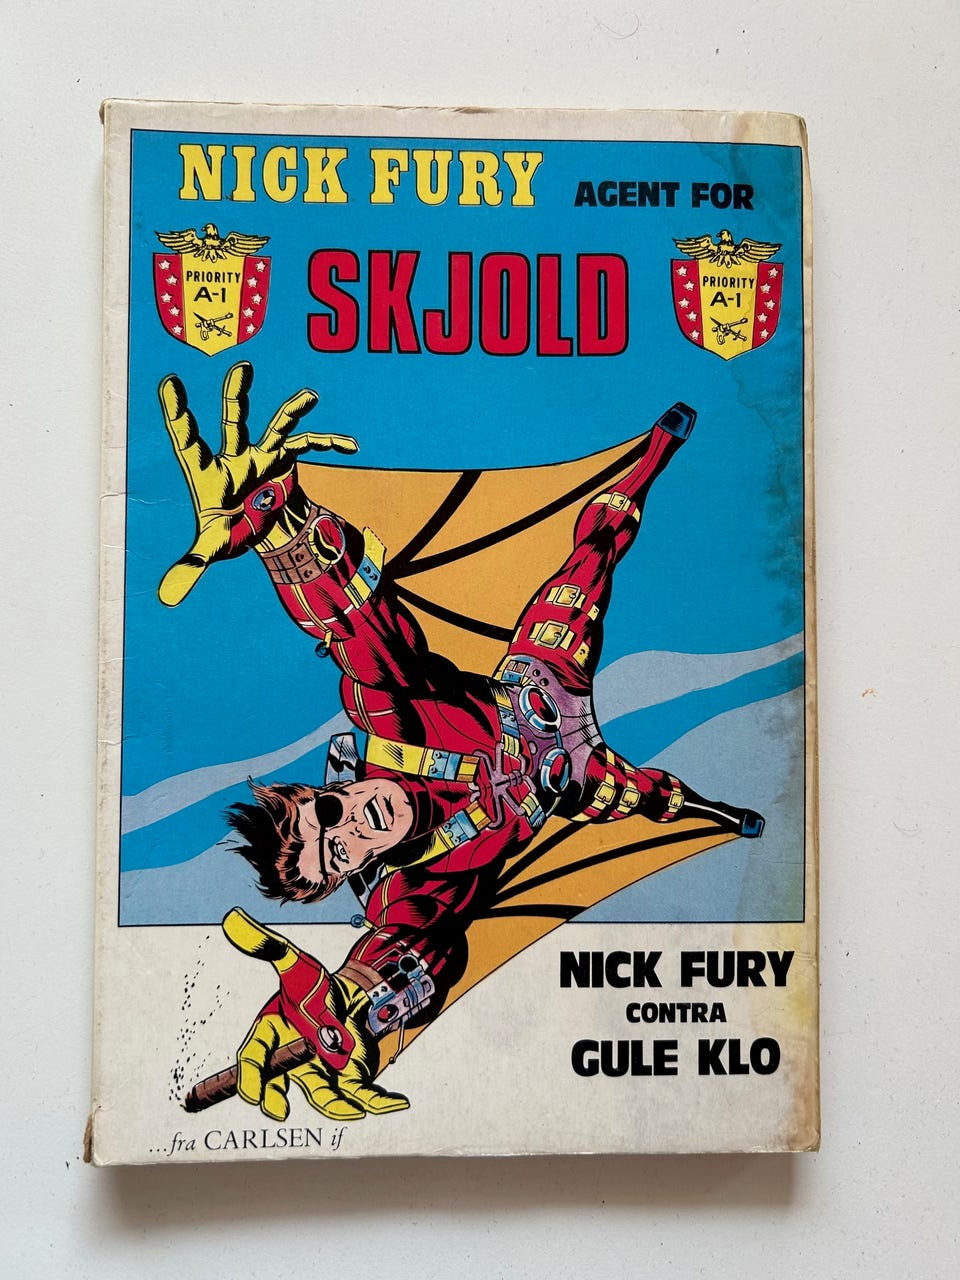 NICK FURY AGENT FOR
SKJOLD
PRIORITY
A-1
PRIORITY
A-1
NICK FURY
CONTRA
GULE KLO
...fra CARLSEN if